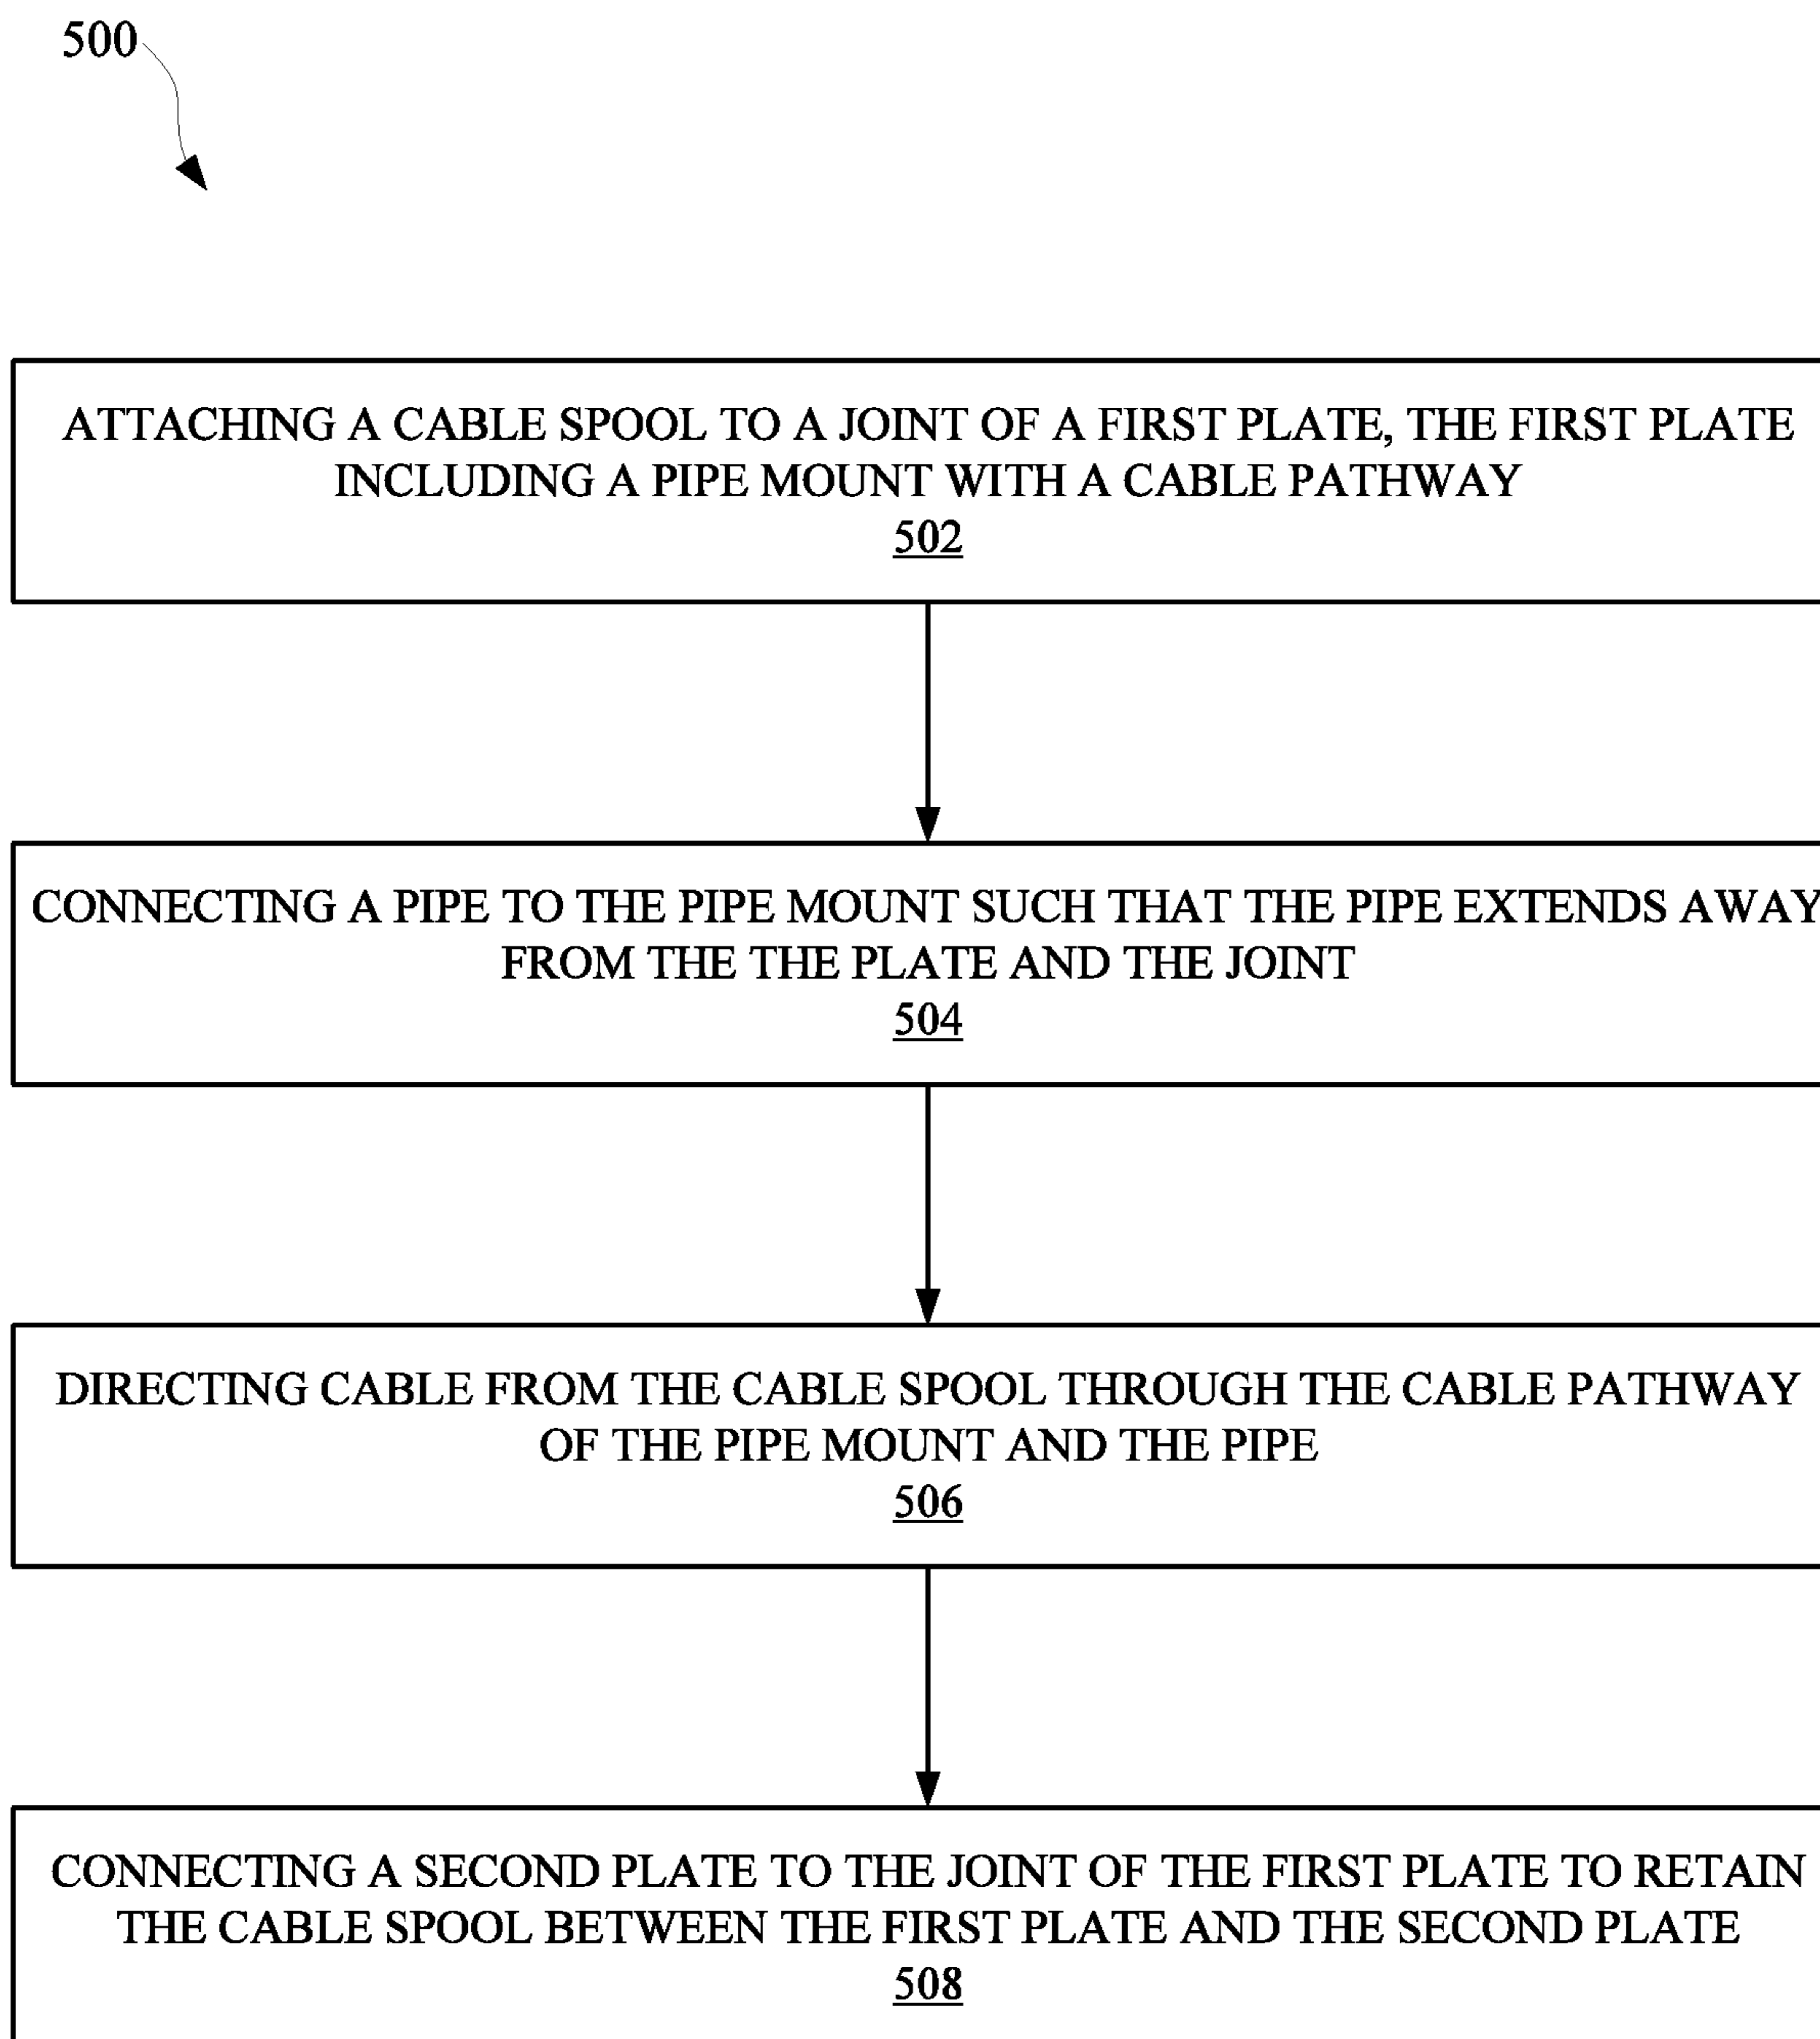 500
ATTACHING A CABLE SPOOL TO A JOINT OF A FIRST PLATE, THE FIRST PLATE
INCLUDING A PIPE MOUNT WITH A CABLE PATHWAY
502
CONNECTING A PIPE TO THE PIPE MOUNT SUCH THAT THE PIPE EXTENDS AWAY
FROM THE THE PLATE AND THE JOINT
504
DIRECTING CABLE FROM THE CABLE SPOOL THROUGH THE CABLE PATHWAY
OF THE PIPE MOUNT AND THE PIPE
506
CONNECTING A SECOND PLATE TO THE JOINT OF THE FIRST PLATE TO RETAIN
THE CABLE SPOOL BETWEEN THE FIRST PLATE AND THE SECOND PLATE
508